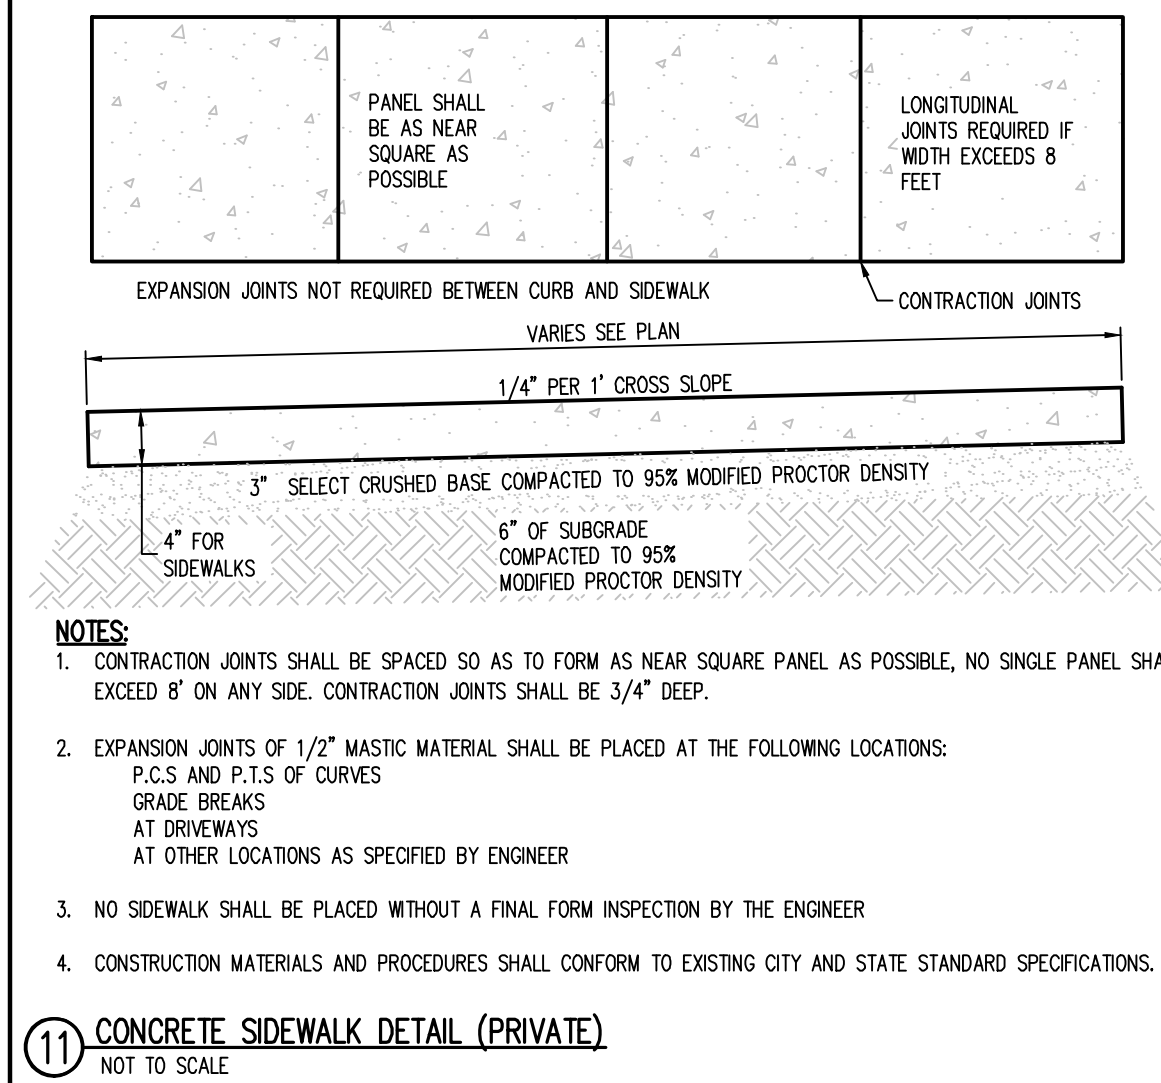 PANEL SHALL
BE AS NEAR
SQUARE AS
POSSIBLE
LONGITUDINAL
JOINTS REQUIRED IF
WIDTH EXCEEDS 8
FEET
EXPANSION JOINTS NOT REQUIRED BETWEEN CURB AND SIDEWALK
CONTRACTION JOINTS
VARIES SEE PLAN
1/4" PER 1' CROSS SLOPE
3" SELECT CRUSHED BASE COMPACTED TO 95% MODIFIED PROCTOR DENSITY
4" FOR
SIDEWALKS
6" OF SUBGRADE
COMPACTED TO 95%
MODIFIED PROCTOR DENSITY
NOTES:
1. CONTRACTION JOINTS SHALL BE SPACED SO AS TO FORM AS NEAR SQUARE PANEL AS POSSIBLE, NO SINGLE PANEL
EXCEED 8' ON ANY SIDE. CONTRACTION JOINTS SHALL BE 3/4" DEEP.
2. EXPANSION JOINTS OF 1/2" MASTIC MATERIAL SHALL BE PLACED AT THE FOLLOWING LOCATIONS:
P.C.S AND P.T.S OF CURVES
GRADE BREAKS
AT DRIVEWAYS
AT OTHER LOCATIONS AS SPECIFIED BY ENGINEER
3. NO SIDEWALK SHALL BE PLACED WITHOUT A FINAL FORM INSPECTION BY THE ENGINEER
4. CONSTRUCTION MATERIALS AND PROCEDURES SHALL CONFORM TO EXISTING CITY AND STATE STANDARD SPECIFICATIONS.
11 CONCRETE SIDEWALK DETAIL (PRIVATE)
NOT TO SCALE